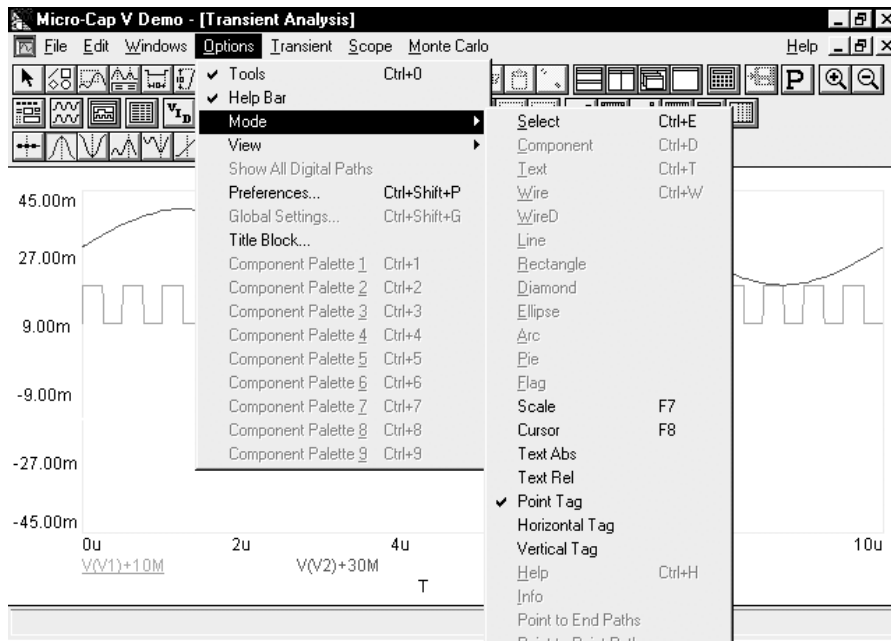 Micro-Cap V Demo - [Transient Analysis]
File Edit Windows Options Transient Scope Monte Carlo Help
Tools Ctrl+0
Help Bar
Mode
View
Show All Digital Paths
Preferences... Ctrl+Shift+P
Global Settings... Ctrl+Shift+G
Title Block...
Component Palette 1 Ctrl+1
Component Palette 2 Ctrl+2
Component Palette 3 Ctrl+3
Component Palette 4 Ctrl+4
Component Palette 5 Ctrl+5
Component Palette 6 Ctrl+6
Component Palette 7 Ctrl+7
Component Palette 8 Ctrl+8
Component Palette 9 Ctrl+9
Select Ctrl+E
Component Ctrl+D
Text Ctrl+T
Wire Ctrl+W
WireD
Line
Rectangle
Diamond
Ellipse
Arc
Pie
Flag
Scale F7
Cursor F8
Text Abs
Text Rel
Point Tag
Horizontal Tag
Vertical Tag
Help Ctrl+H
Info
Point to End Paths
P
VID
45.00m
27.00m
9.00m
-9.00m
-27.00m
-45.00m
0u 2u 4u 10u
V(V1)+10M V(V2)+30M
T